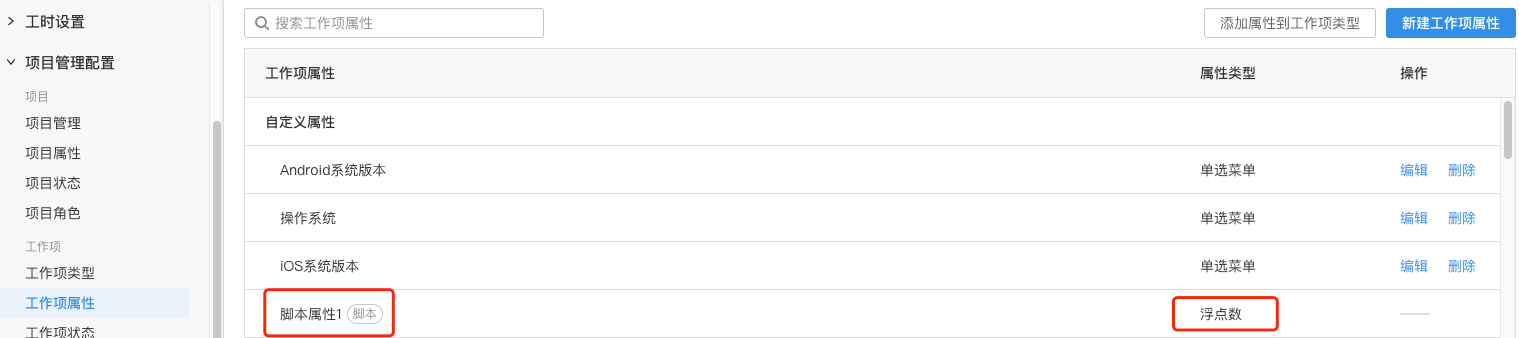 工时设置
项目管理配置
项目
项目管理
项目属性
项目状态
项目角色
工作项
工作项类型
工作项属性
工作项状态
搜索工作项属性
添加属性到工作项类型
新建工作项属性
工作项属性 属性类型 操作
自定义属性
Android系统版本 单选菜单 编辑 删除
操作系统 单选菜单 编辑 删除
iOS系统版本 单选菜单 编辑 删除
脚本属性1 脚本 浮点数